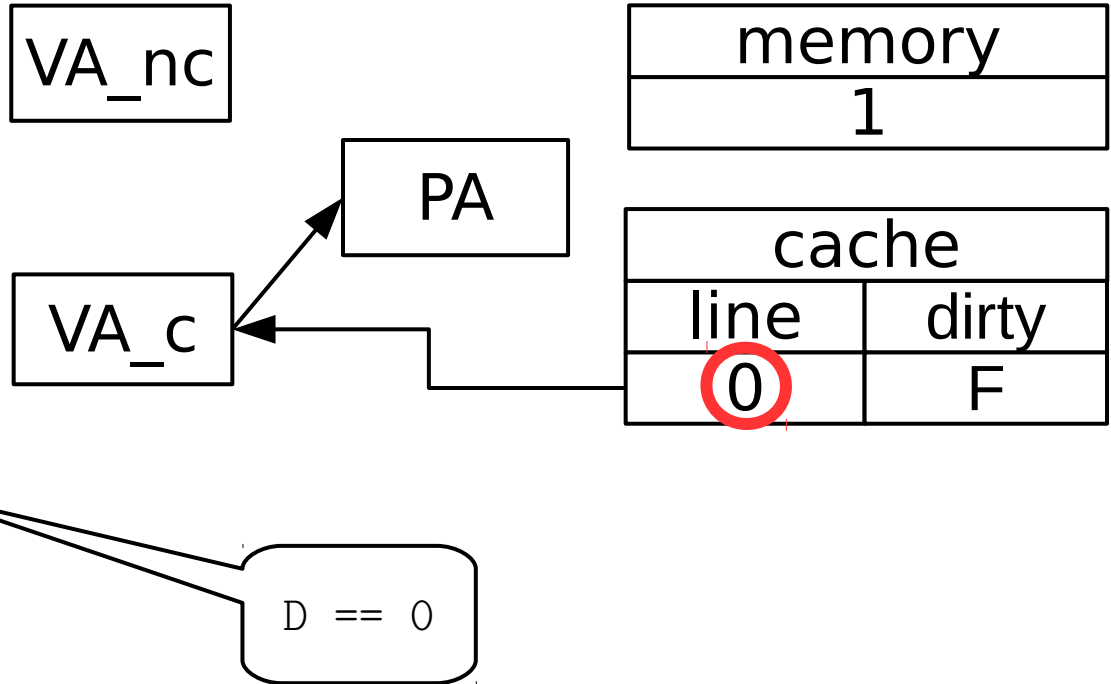 VA_nc
memory
1
PA
cache
VA_c
line dirty
0 F
D == 0